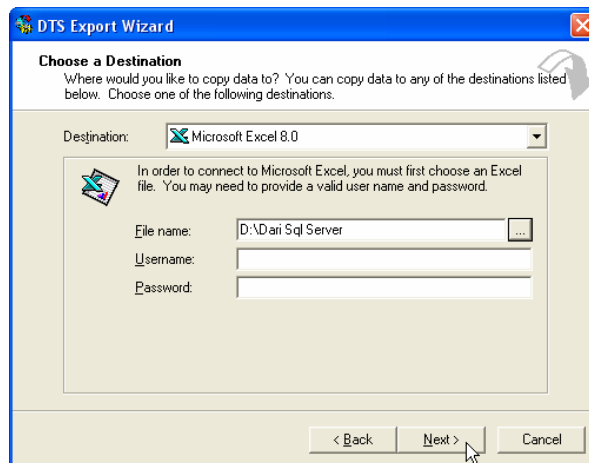 DTS Export Wizard
Choose a Destination
Where would you like to copy data to? You can copy data to any of the destinations listed
below. Choose one of the following destinations.
Destination: Microsoft Excel 8.0
In order to connect to Microsoft Excel, you must first choose an Excel
file. You may need to provide a valid user name and password.
File name: D:\Dari Sql Server ...
Username:
Password:
< Back Next > Cancel